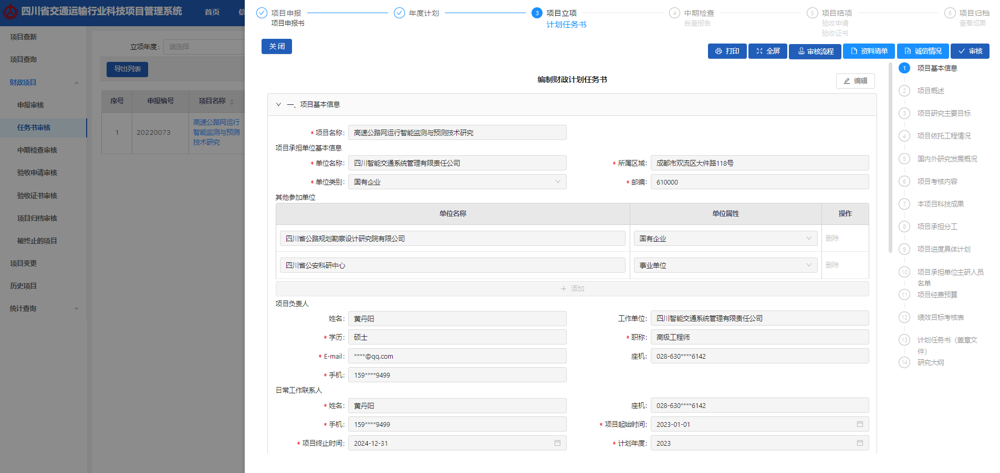 四川省交通运输行业科技项目管理系统
首页
信
项目查新
项目查询
财政项目
申报审核
任务书审核
中期检查审核
验收申请审核
验收证书审核
项目归档审核
被终止的项目
项目变更
历史项目
统计查询
立项年度:
请选择
导出列表
序号 申报编号 项目名称
1 20220073 高速公路网运行
智能监测与预测
技术研究
项目申报
项目申报书
年度计划
3 项目立项
计划任务书
4 中期检查
自查报告
5 项目结项
验收申请
验收证书
6 项目归档
查看成果
关 闭
打印 全屏 审核流程 资料清单 诚信情况 审核
编制财政计划任务书
编辑
一、项目基本信息
* 项目名称: 高速公路网运行智能监测与预测技术研究
项目承担单位基本信息
* 单位名称: 四川智能交通系统管理有限责任公司 * 所属区域: 成都市双流区大件路118号
* 单位类别: 国有企业 * 邮编: 610000
其他参加单位
单位名称 单位属性 操作
四川省公路规划勘察设计研究院有限公司 国有企业 删除
四川省公安科研中心 事业单位 删除
+ 添加
项目负责人
姓名: 黄丹阳 工作单位: 四川智能交通系统管理有限责任公司
* 学历: 硕士 * 职称: 高级工程师
* E-mail: ****@qq.com 座机: 028-630****6142
* 手机: 159****9499
日常工作联系人
* 姓名: 黄丹阳 座机: 028-630****6142
* 手机: 159****9499 * 项目起始时间: 2023-01-01
* 项目终止时间: 2024-12-31 * 计划年度: 2023
1 项目基本信息
2 项目概述
3 项目研究主要目标
4 项目依托工程情况
5 国内外研究发展概况
6 项目考核内容
7 本项目科技成果
8 项目承担分工
9 项目进度具体计划
10 项目承担单位主研人员
名单
11 项目经费预算
12 绩效目标考核表
13 计划任务书（盖章文
件）
14 研究大纲